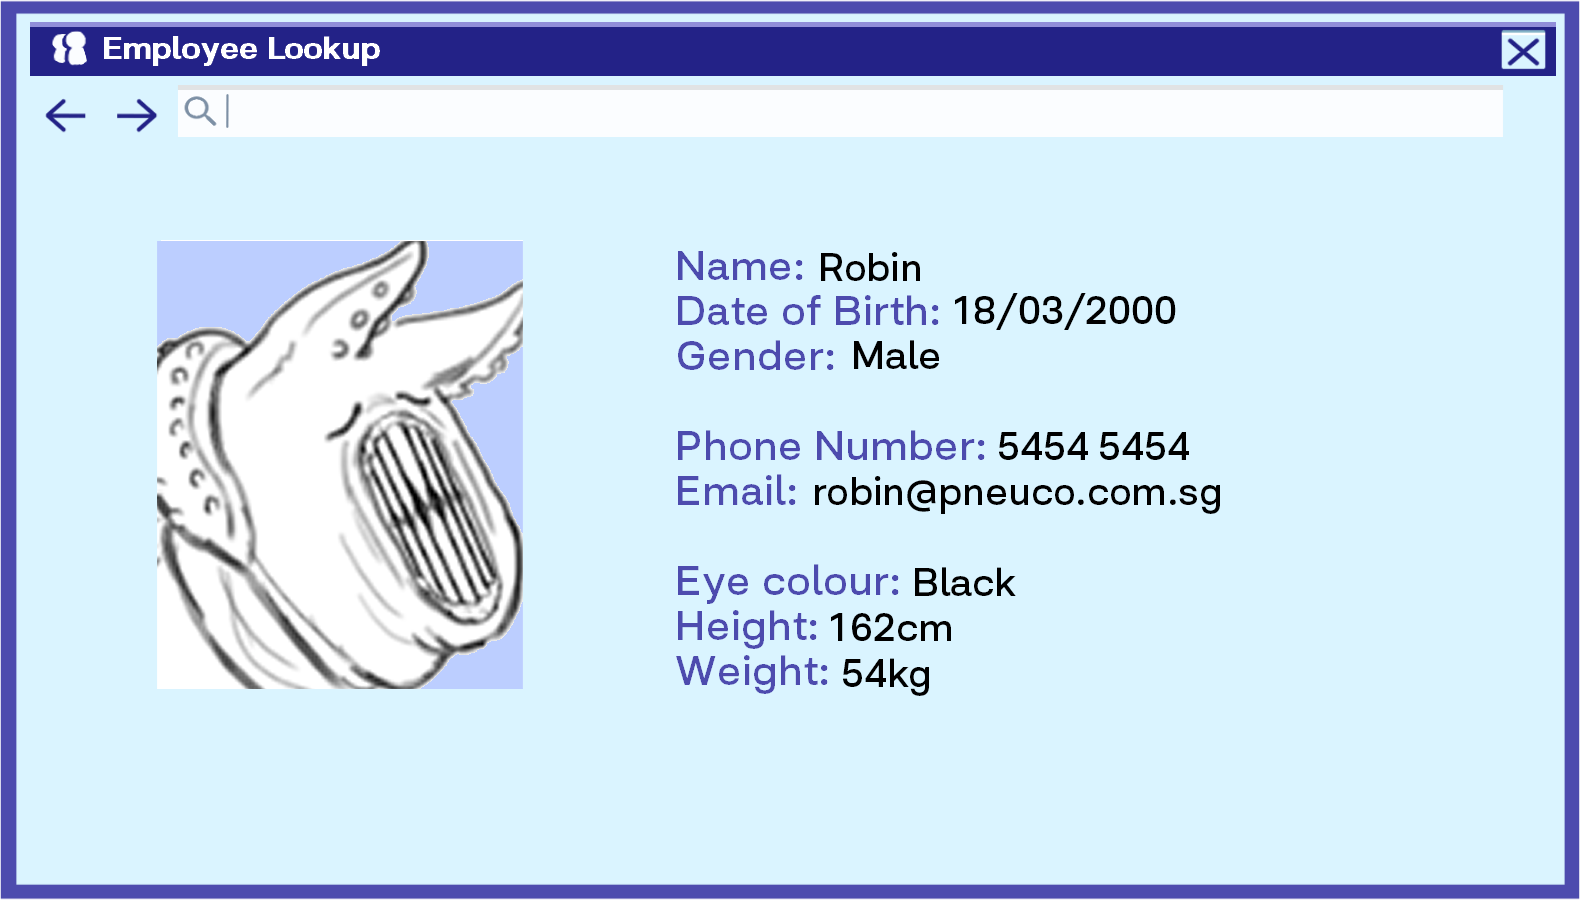 Employee Lookup
Name: Robin
Date of Birth: 18/03/2000
Gender: Male
Phone Number: 5454 5454
Email: robin@pneuco.com.sg
Eye colour: Black
Height: 162cm
Weight: 54kg